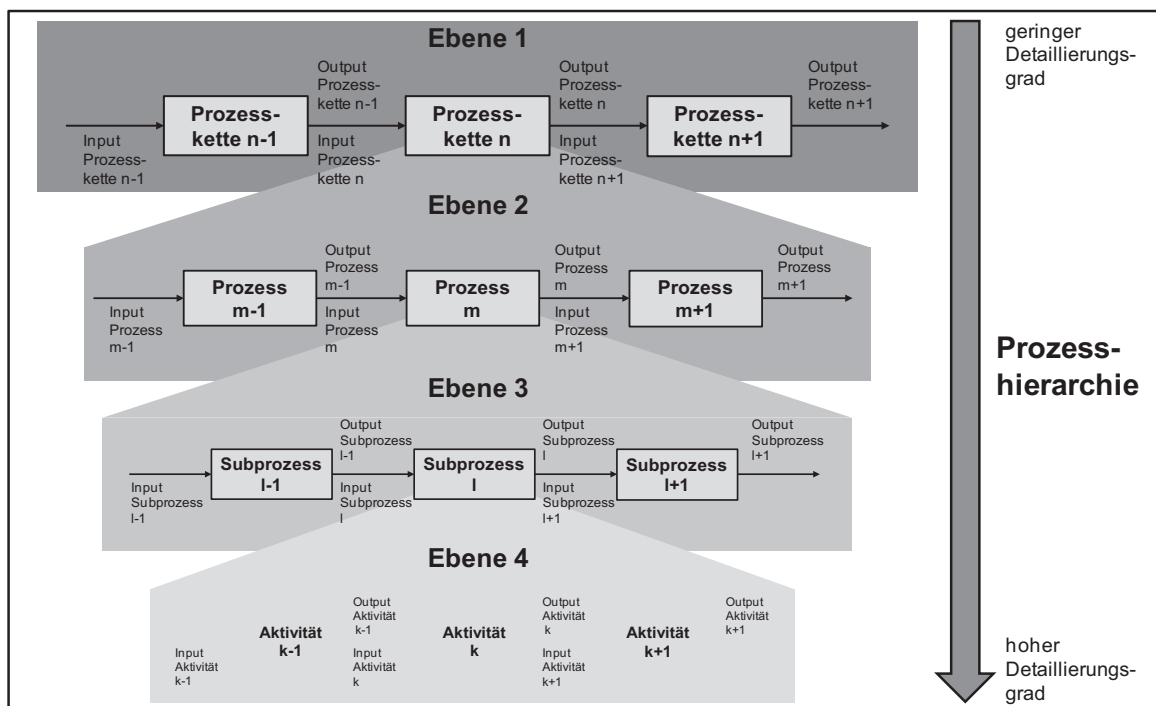 Ebene 1
Output
Prozess-
kette n-1
Output
Prozess-
kette n
Output
Prozess-
kette n+1
Prozess-
kette n-1
Prozess-
kette n
Prozess-
kette n+1
Input
Prozess-
kette n-1
Input
Prozess-
kette n
Input
Prozess-
kette n+1
Ebene 2
Output
Prozess
m-1
Output
Prozess
m
Output
Prozess
m+1
Prozess
m-1
Prozess
m
Prozess
m+1
Input
Prozess
m-1
Input
Prozess
m
Input
Prozess
m+1
Ebene 3
Output
Subprozess
l-1
Output
Subprozess
l
Output
Subprozess
l+1
Subprozess
l-1
Subprozess
l
Subprozess
l+1
Input
Subprozess
l-1
Input
Subprozess
l
Input
Subprozess
l+1
Ebene 4
Output
Aktivität
k-1
Output
Aktivität
k
Output
Aktivität
k+1
Aktivität
k-1
Aktivität
k
Aktivität
k+1
Input
Aktivität
k-1
Input
Aktivität
k
Input
Aktivität
k+1
geringer
Detaillierungs-
grad
Prozess-
hierarchie
hoher
Detaillierungs-
grad